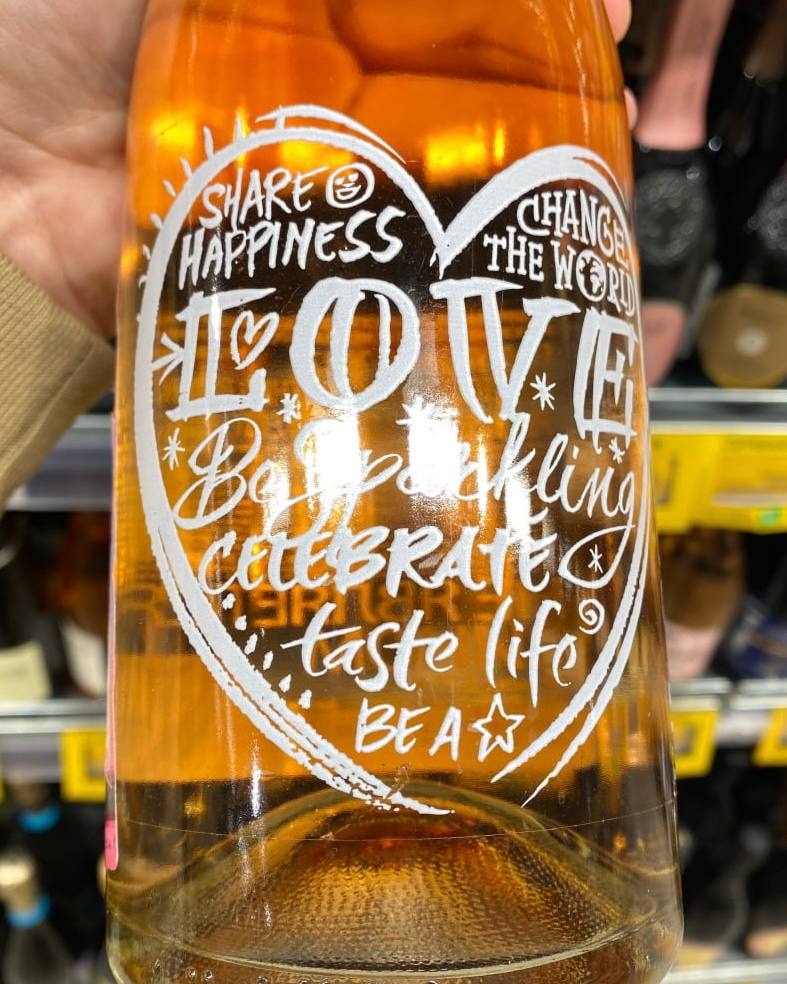 SHARE
HAPPINESS
CHANGE
THE WORLD
LOVE
Be Sparkling
CELEBRATE
taste life
BE A